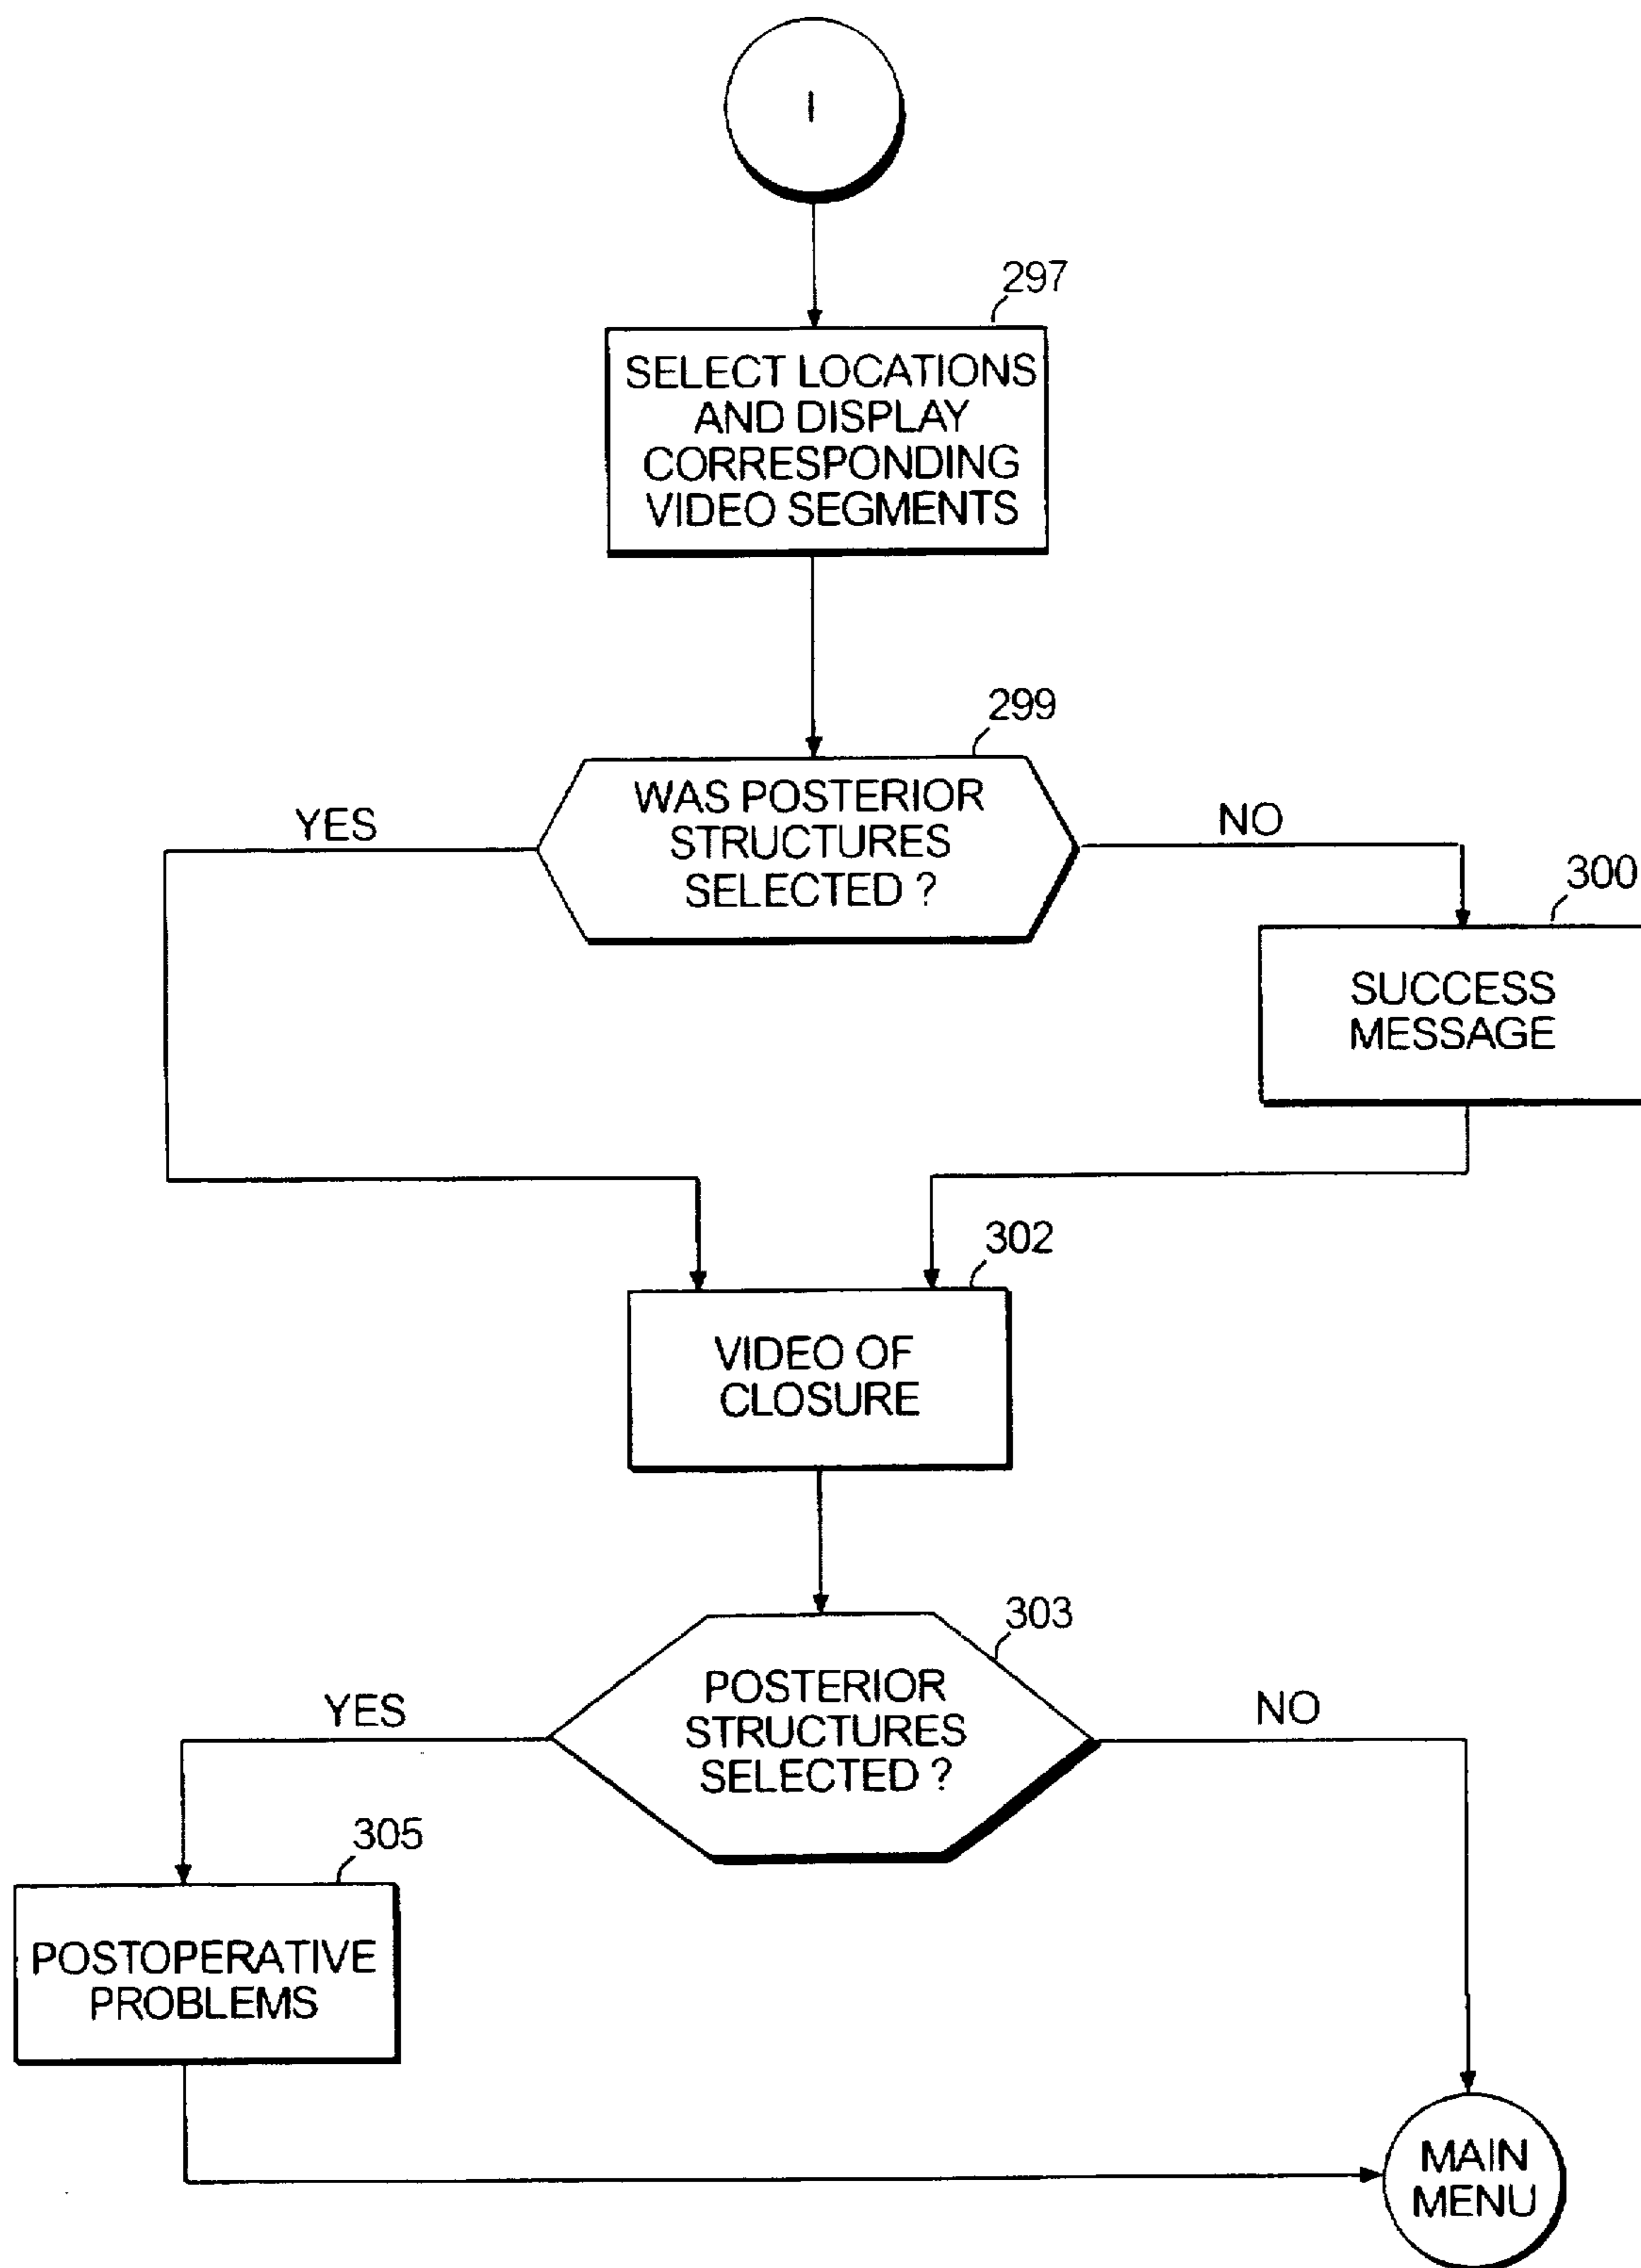 I
297
SELECT LOCATIONS
AND DISPLAY
CORRESPONDING
VIDEO SEGMENTS
299
WAS POSTERIOR
STRUCTURES
SELECTED ?
YES
NO
300
SUCCESS
MESSAGE
302
VIDEO OF
CLOSURE
303
POSTERIOR
STRUCTURES
SELECTED ?
YES
NO
305
POSTOPERATIVE
PROBLEMS
MAIN
MENU